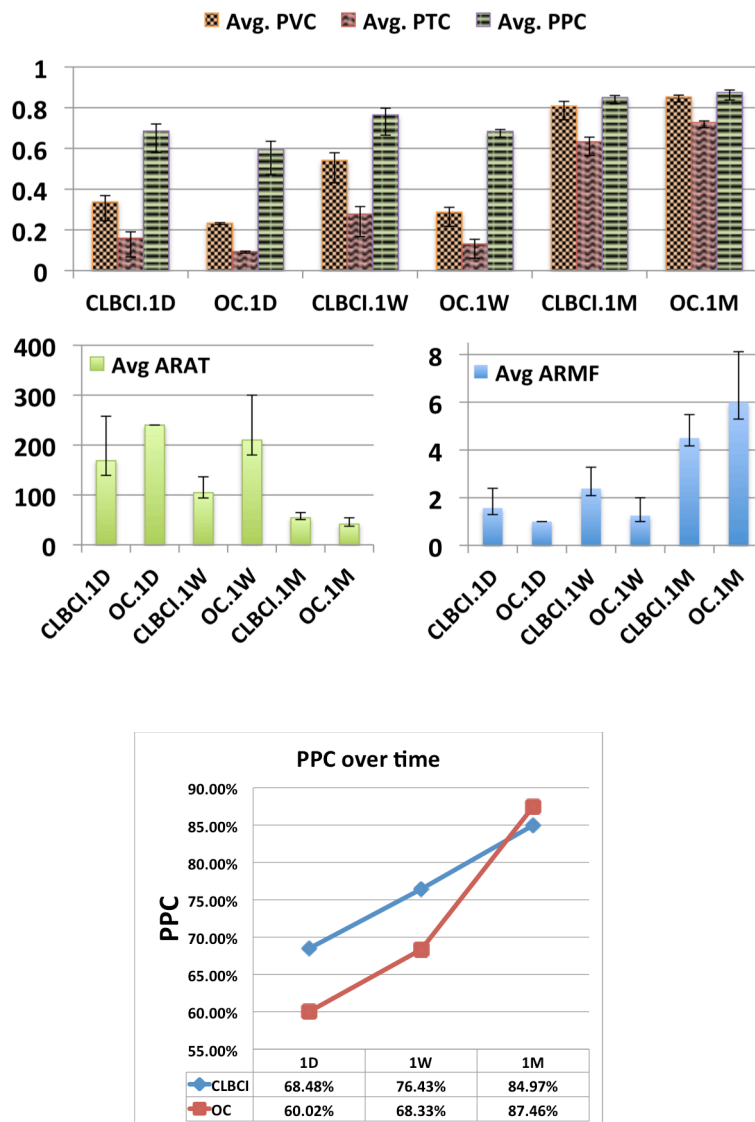 Avg. PVC Avg. PTC Avg. PPC
1
0.8
0.6
0.4
0.2
0
CLBCI.1D OC.1D CLBCI.1W OC.1W CLBCI.1M OC.1M
400
300
200
100
0
Avg ARAT
CLBCI.1D OC.1D CLBCI.1W OC.1W CLBCI.1M OC.1M
8
6
4
2
0
Avg ARMF
CLBCI.1D OC.1D CLBCI.1W OC.1W CLBCI.1M OC.1M
PPC over time
90.00%
85.00%
80.00%
75.00%
70.00%
65.00%
60.00%
55.00%
PPC
1D 1W 1M
CLBCI 68.48% 76.43% 84.97%
OC 60.02% 68.33% 87.46%